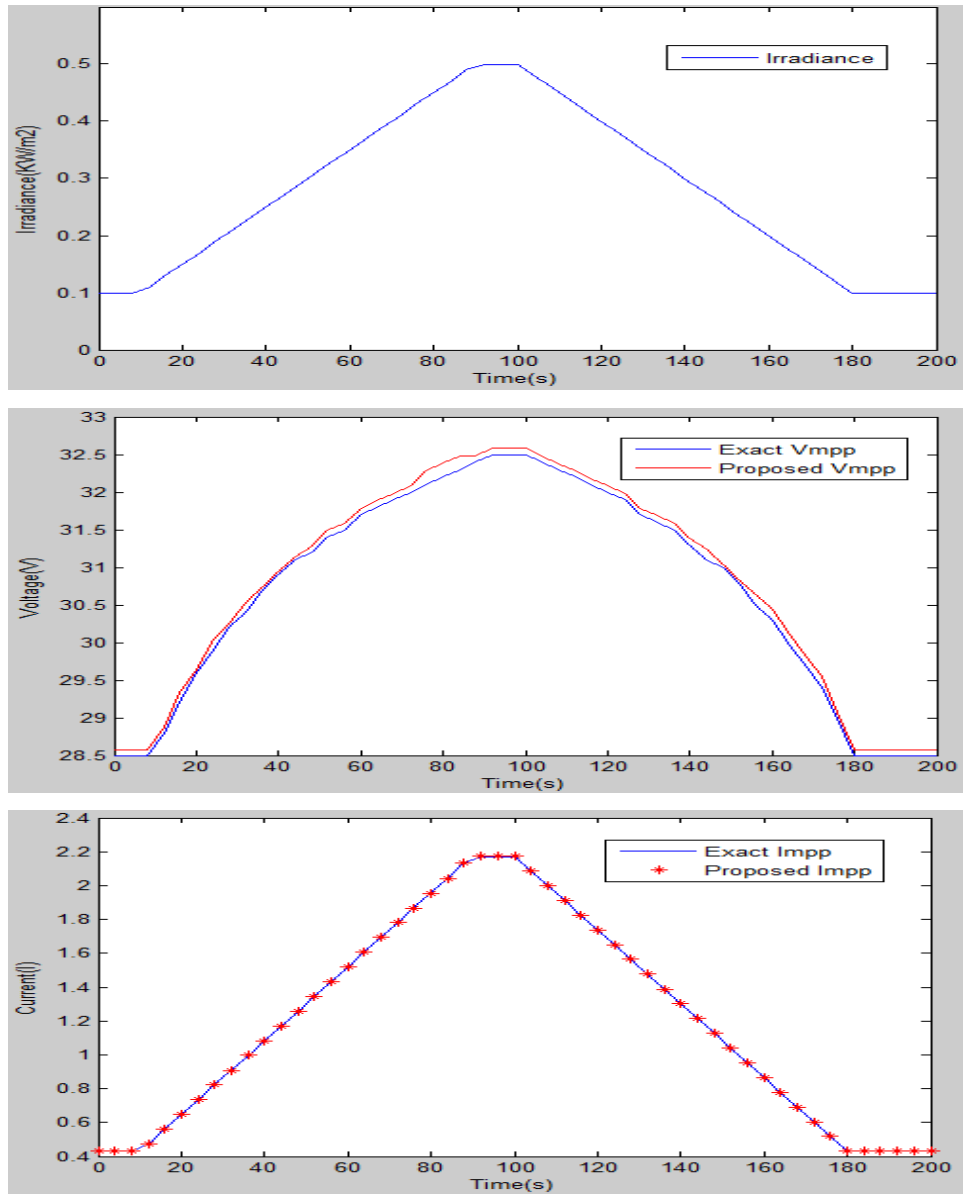 Irradiance
Irradiance(KW/m2)
0.5
0.4
0.3
0.2
0.1
0
0 20 40 60 80 100 120 140 160 180 200
Time(s)
Exact Vmpp
Proposed Vmpp
Voltage(V)
33
32.5
32
31.5
31
30.5
30
29.5
29
28.5
0 20 40 60 80 100 120 140 160 180 200
Time(s)
Exact Impp
Proposed Impp
Current(I)
2.4
2.2
2
1.8
1.6
1.4
1.2
1
0.8
0.6
0.4
0 20 40 60 80 100 120 140 160 180 200
Time(s)